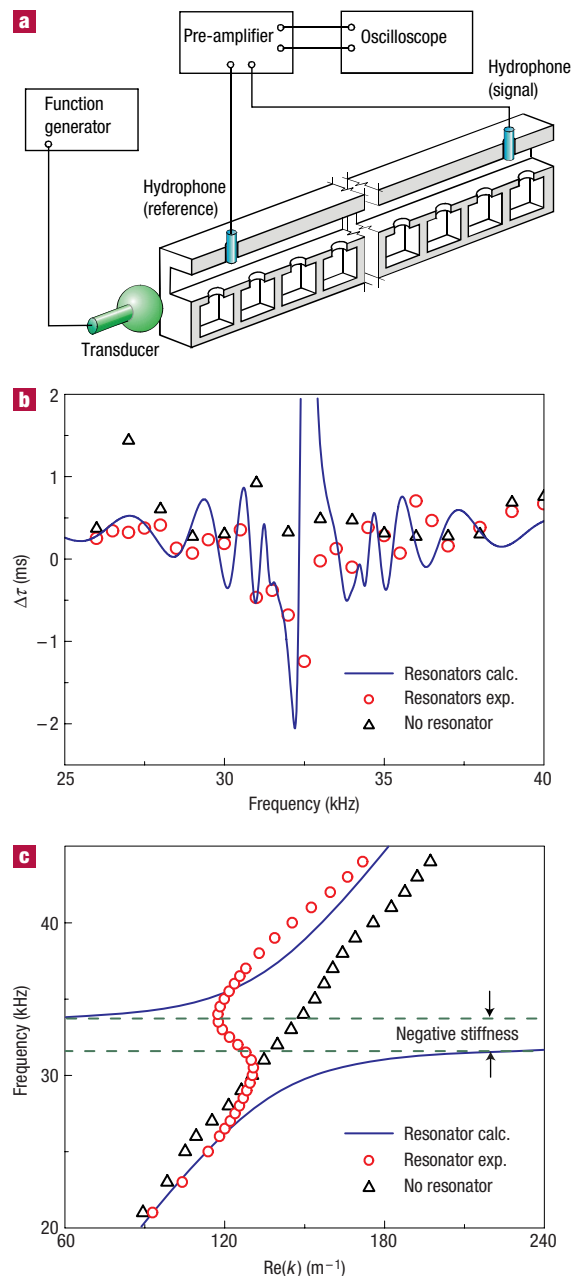 a
Pre-amplifier
Oscilloscope
Function
generator
Hydrophone
(signal)
Hydrophone
(reference)
Transducer
b
2
1
0
−1
−2
Δτ (ms)
Resonators calc.
Resonators exp.
No resonator
25
30
35
40
Frequency (kHz)
c
40
30
20
Frequency (kHz)
Negative stiffness
Resonator calc.
Resonator exp.
No resonator
60
120
180
240
Re(k) (m⁻¹)